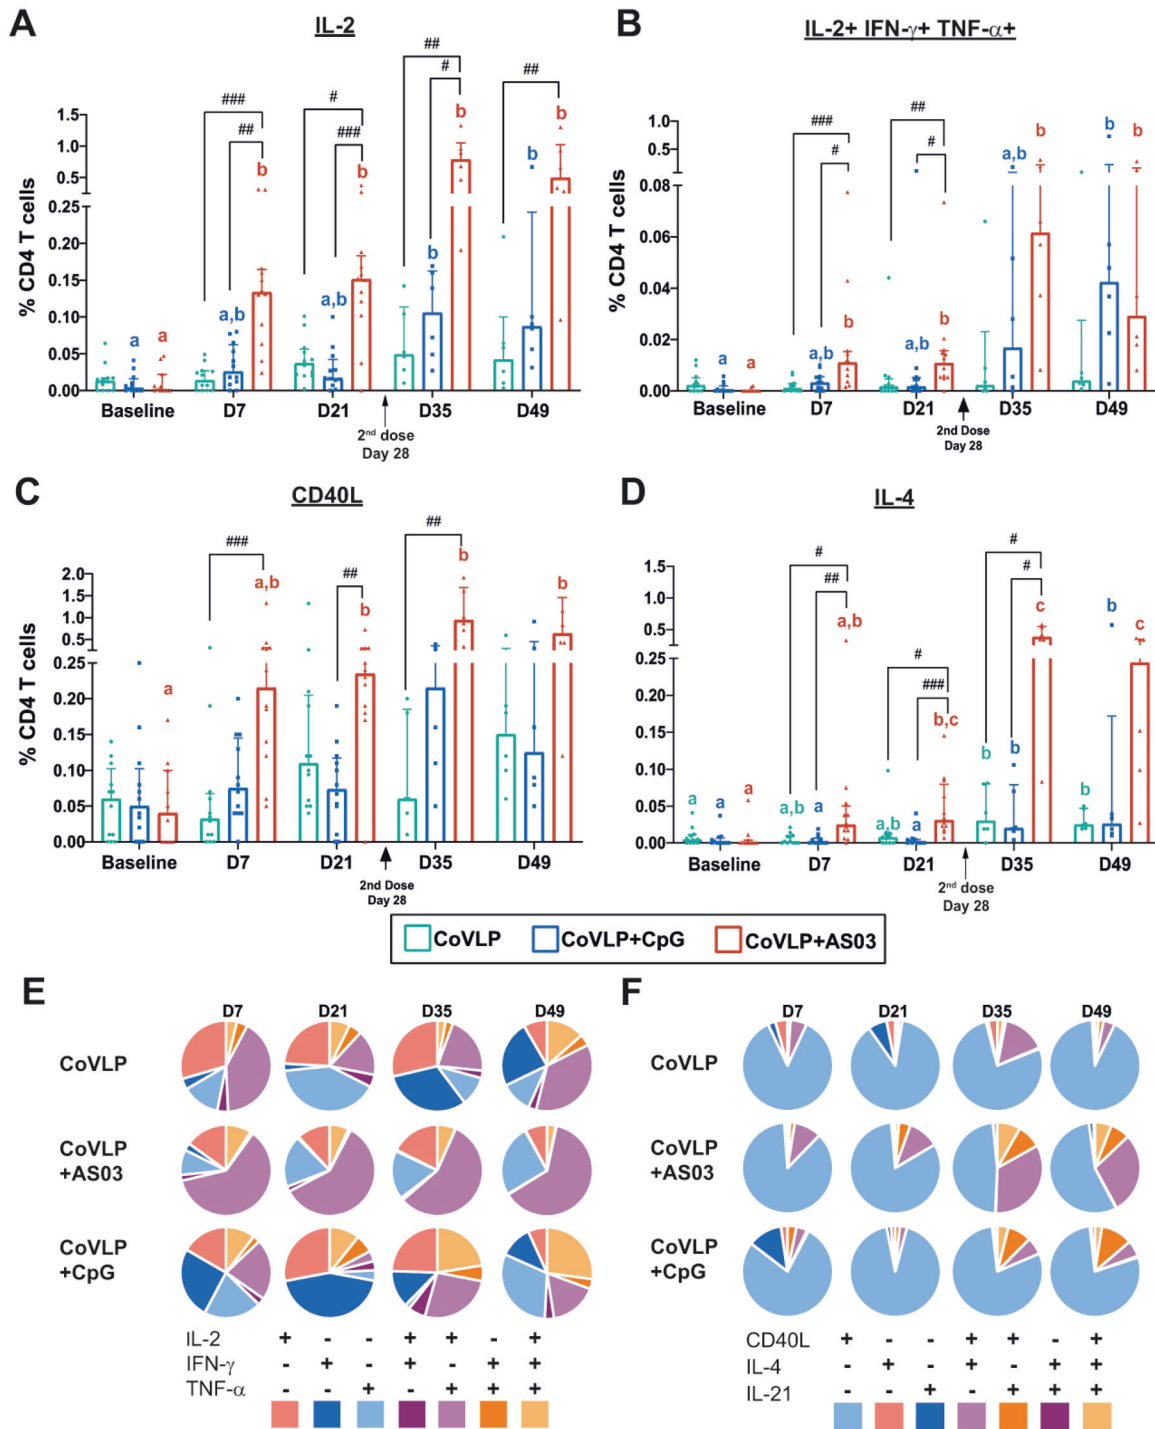 A
IL-2
% CD4 T cells
1.5
1.0
0.5
0.25
0.20
0.15
0.10
0.05
0.00
### ## # ### ## # ##
a a a,b b a,b b b b b b
Baseline D7 D21 D35 D49
2nd dose
Day 28
B
IL-2+ IFN-γ+ TNF-α+
% CD4 T cells
1.0
0.5
0.08
0.06
0.04
0.02
0.00
### # ## #
a a a,b b a,b b a,b b b b
Baseline D7 D21 D35 D49
2nd Dose
Day 28
C
CD40L
% CD4 T cells
2.0
1.5
1.0
0.5
0.25
0.20
0.15
0.10
0.05
0.00
### ## ##
a a,b b b b
Baseline D7 D21 D35 D49
2nd Dose
Day 28
D
IL-4
% CD4 T cells
1.5
1.0
0.5
0.25
0.20
0.15
0.10
0.05
0.00
# ## # ### # #
a a a a,b a a,b a,b a b,c b b c b b c
Baseline D7 D21 D35 D49
2nd dose
Day 28
CoVLP CoVLP+CpG CoVLP+AS03
E
D7 D21 D35 D49
CoVLP
CoVLP
+AS03
CoVLP
+CpG
IL-2 + - - + + - +
IFN-γ - + - + - + +
TNF-α - - + - + + +
F
D7 D21 D35 D49
CoVLP
CoVLP
+AS03
CoVLP
+CpG
CD40L + - - + + - +
IL-4 - + - + - + +
IL-21 - - + - + + +